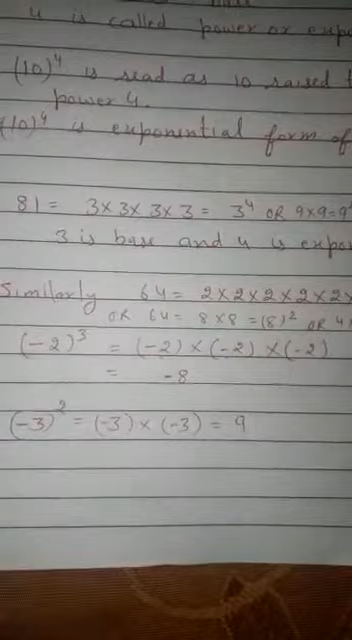 4 is called power or expo
(10)⁴ is read as 10 raised t
power 4.
(10)⁴ is exponential form of
81 = 3×3×3×3 = 3⁴ OR 9×9=9
3 is base and 4 is expo
Similarly 64 = 2×2×2×2×2×
OR 64 = 8×8 = (8)² OR 4
(-2)³ = (-2)×(-2)×(-2)
= -8
(-3)² = (-3)×(-3) = 9